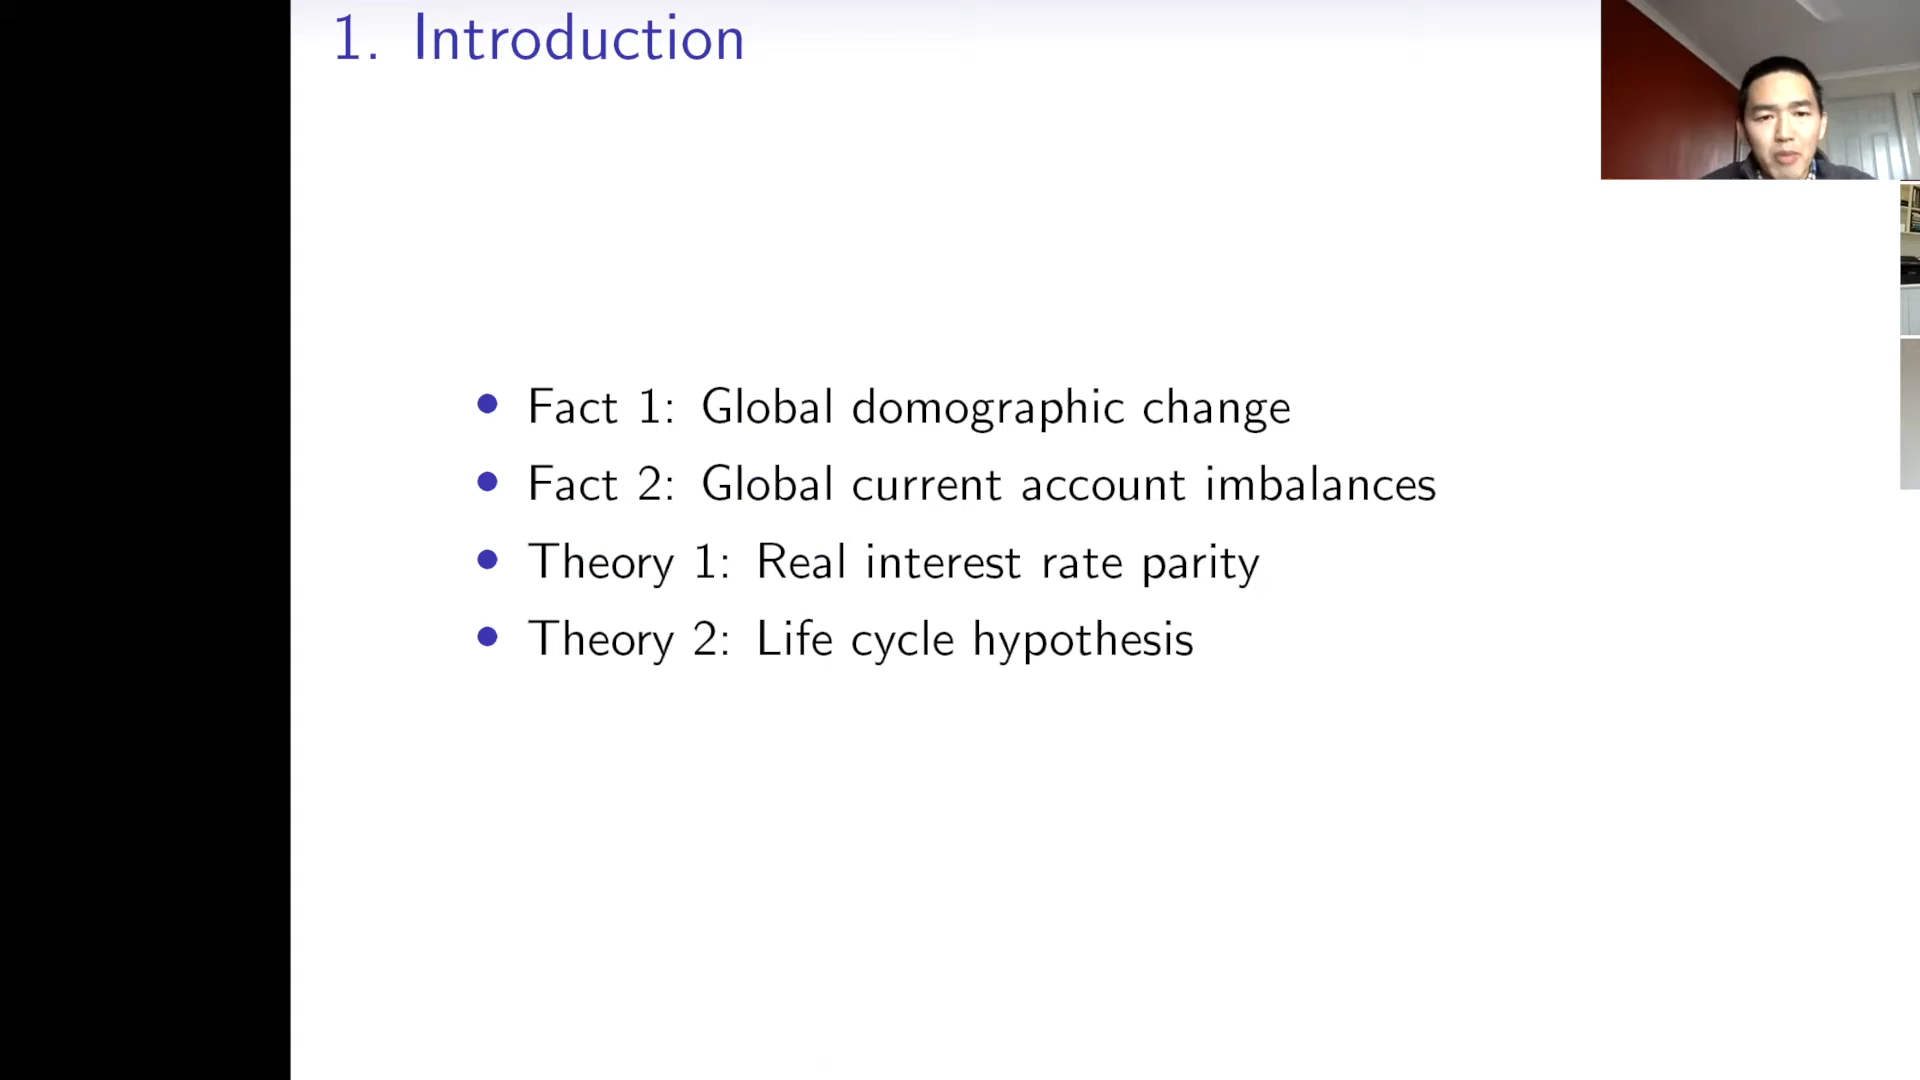 1. Introduction
• Fact 1: Global domographic change
• Fact 2: Global current account imbalances
• Theory 1: Real interest rate parity
• Theory 2: Life cycle hypothesis